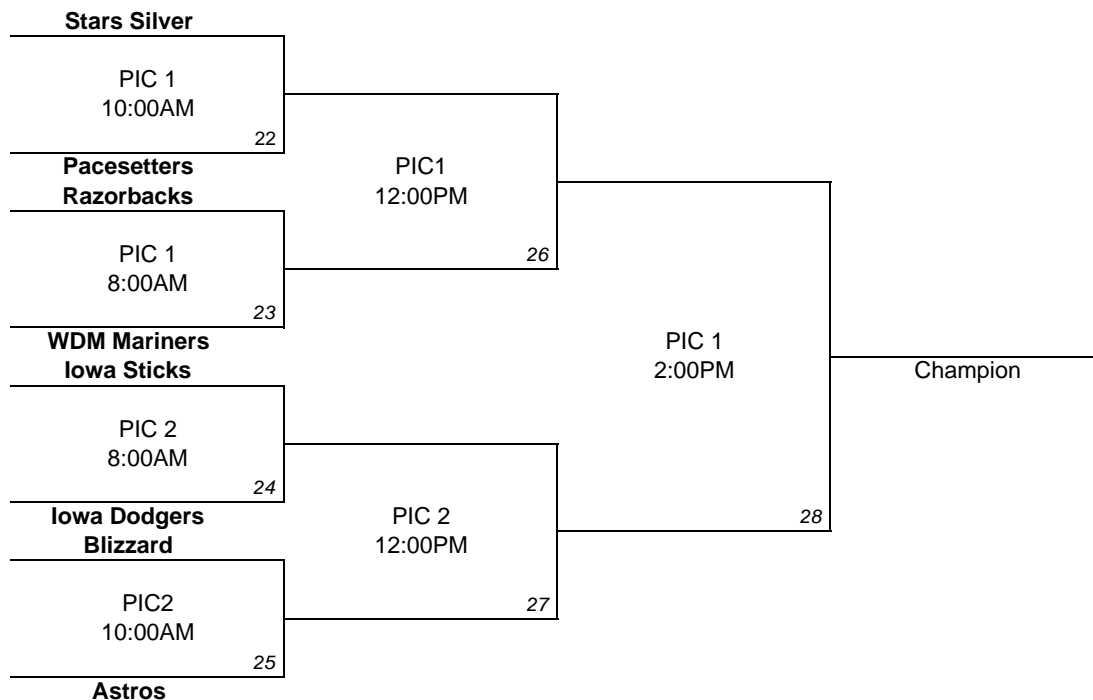 Stars Silver
PIC 1
10:00AM
22
Pacesetters
Razorbacks
PIC 1
8:00AM
23
WDM Mariners
Iowa Sticks
PIC 2
8:00AM
24
Iowa Dodgers
Blizzard
PIC2
10:00AM
25
Astros
PIC1
12:00PM
26
PIC 2
12:00PM
27
PIC 1
2:00PM
28
Champion